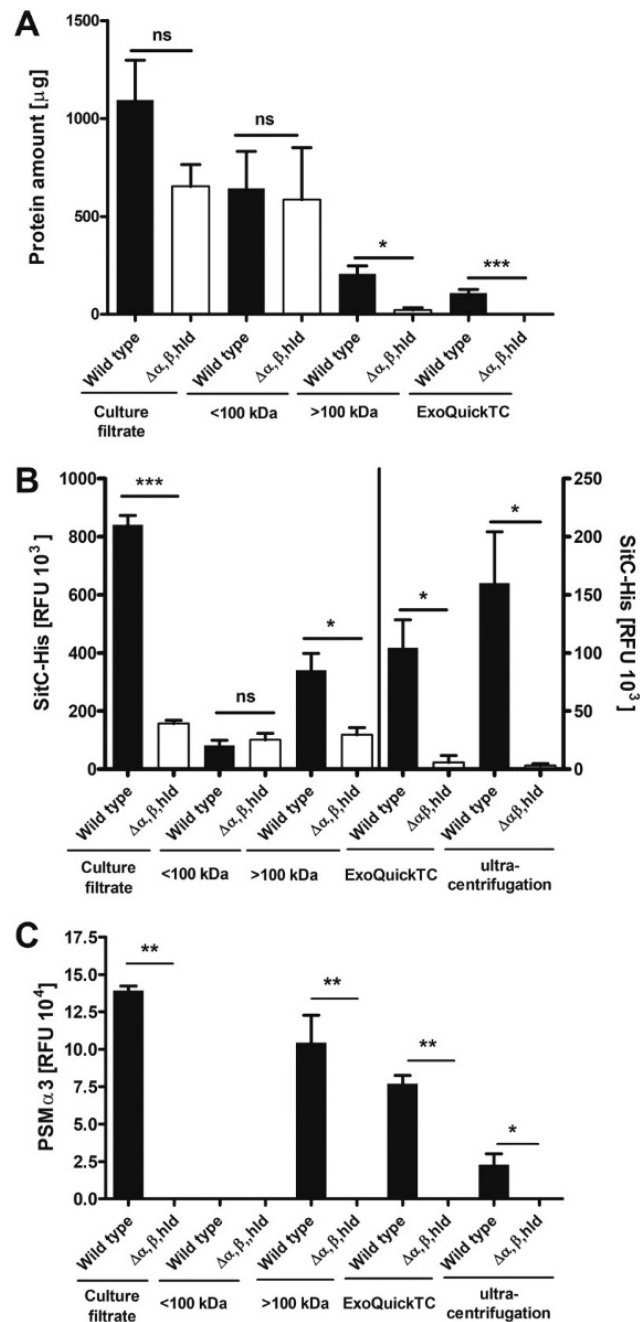 A
Protein amount [μg]
1500
1000
500
0
ns
ns
*
***
Wild type
Δα,β,hld
Wild type
Δα,β,hld
Wild type
Δα,β,hld
Wild type
Δα,β,hld
Culture
filtrate
<100 kDa
>100 kDa
ExoQuickTC
B
SitC-His [RFU 10³]
1000
800
600
400
200
0
***
ns
*
*
*
250
200
150
100
50
0
SitC-His [RFU 10³]
Wild type
Δα,β,hld
Wild type
Δα,β,hld
Wild type
Δα,β,hld
Wild type
Δαβ,hld
Wild type
Δαβ,hld
Culture
filtrate
<100 kDa
>100 kDa
ExoQuickTC
ultra-
centrifugation
C
PSMα3 [RFU 10⁴]
17.5
15.0
12.5
10.0
7.5
5.0
2.5
0.0
**
**
**
*
Wild type
Δα,β,hld
Wild type
Δα,β,,hld
Wild type
Δα,β,hld
Wild type
Δα,β,hld
Wild type
Δα,β,hld
Culture
filtrate
<100 kDa
>100 kDa
ExoQuickTC
ultra-
centrifugation